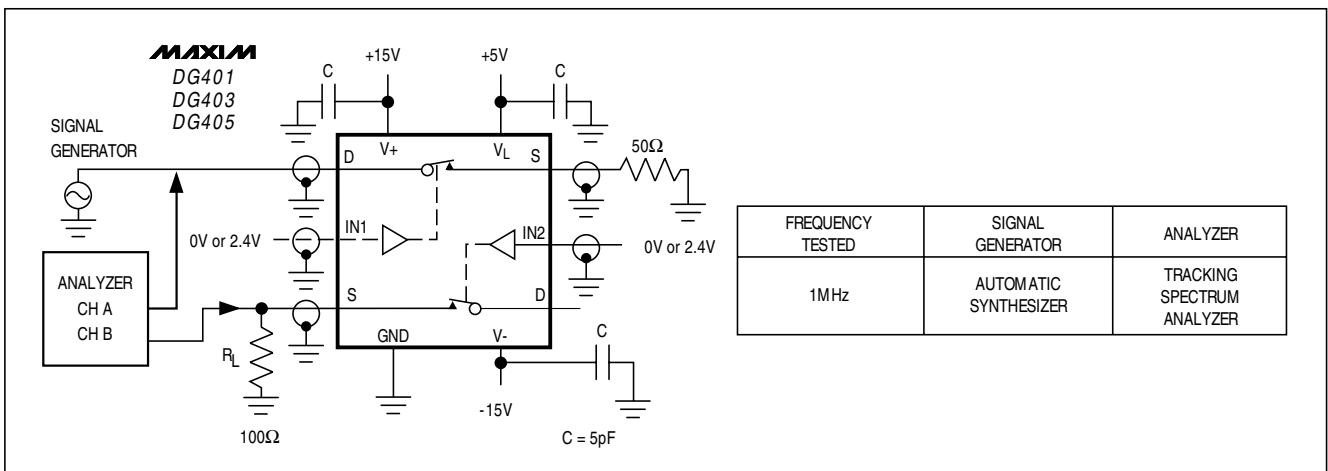 MAXIM
DG401
DG403
DG405
+15V
+5V
C
C
SIGNAL
GENERATOR
D
V+
VL
S
50Ω
0V or 2.4V
IN1
IN2
0V or 2.4V
ANALYZER
CH A
CH B
S
D
GND
V-
C
RL
100Ω
-15V
C = 5pF
FREQUENCY
TESTED
SIGNAL
GENERATOR
ANALYZER
1MHz
AUTOMATIC
SYNTHESIZER
TRACKING
SPECTRUM
ANALYZER